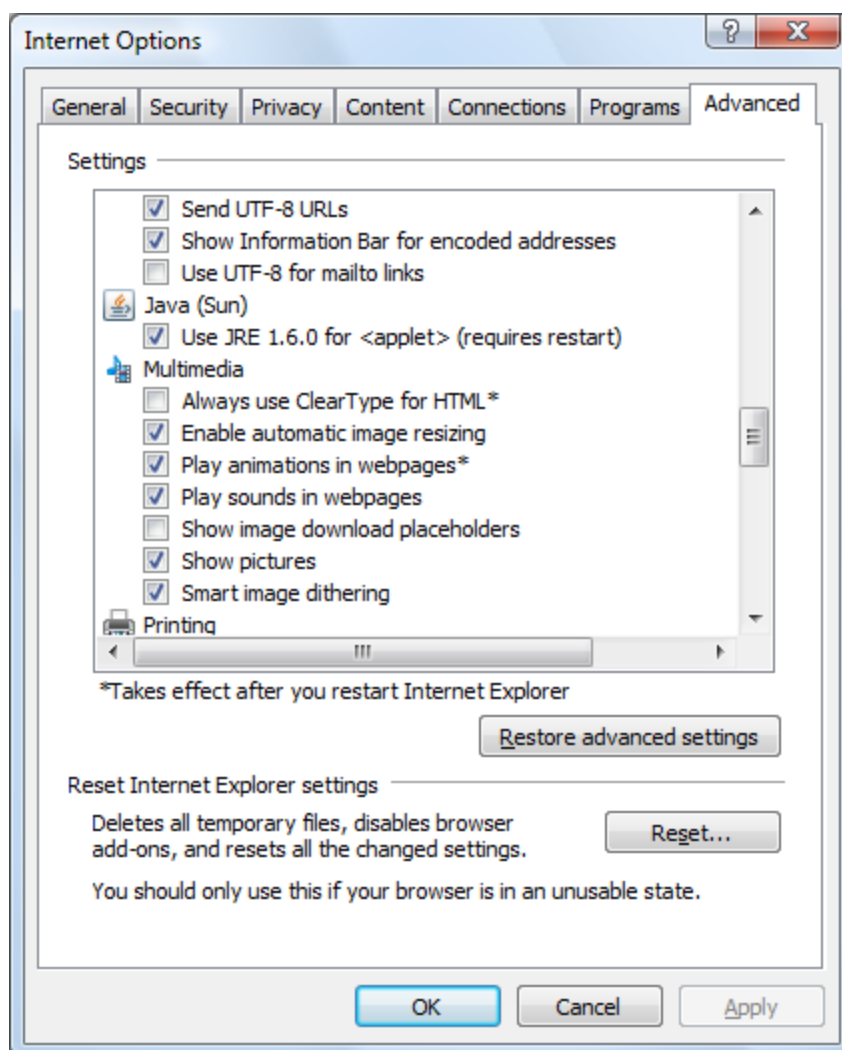 Internet Options
General Security Privacy Content Connections Programs Advanced
Settings
Send UTF-8 URLs
Show Information Bar for encoded addresses
Use UTF-8 for mailto links
Java (Sun)
Use JRE 1.6.0 for <applet> (requires restart)
Multimedia
Always use ClearType for HTML*
Enable automatic image resizing
Play animations in webpages*
Play sounds in webpages
Show image download placeholders
Show pictures
Smart image dithering
Printing
*Takes effect after you restart Internet Explorer
Restore advanced settings
Reset Internet Explorer settings
Deletes all temporary files, disables browser
add-ons, and resets all the changed settings.
Reset...
You should only use this if your browser is in an unusable state.
OK Cancel Apply